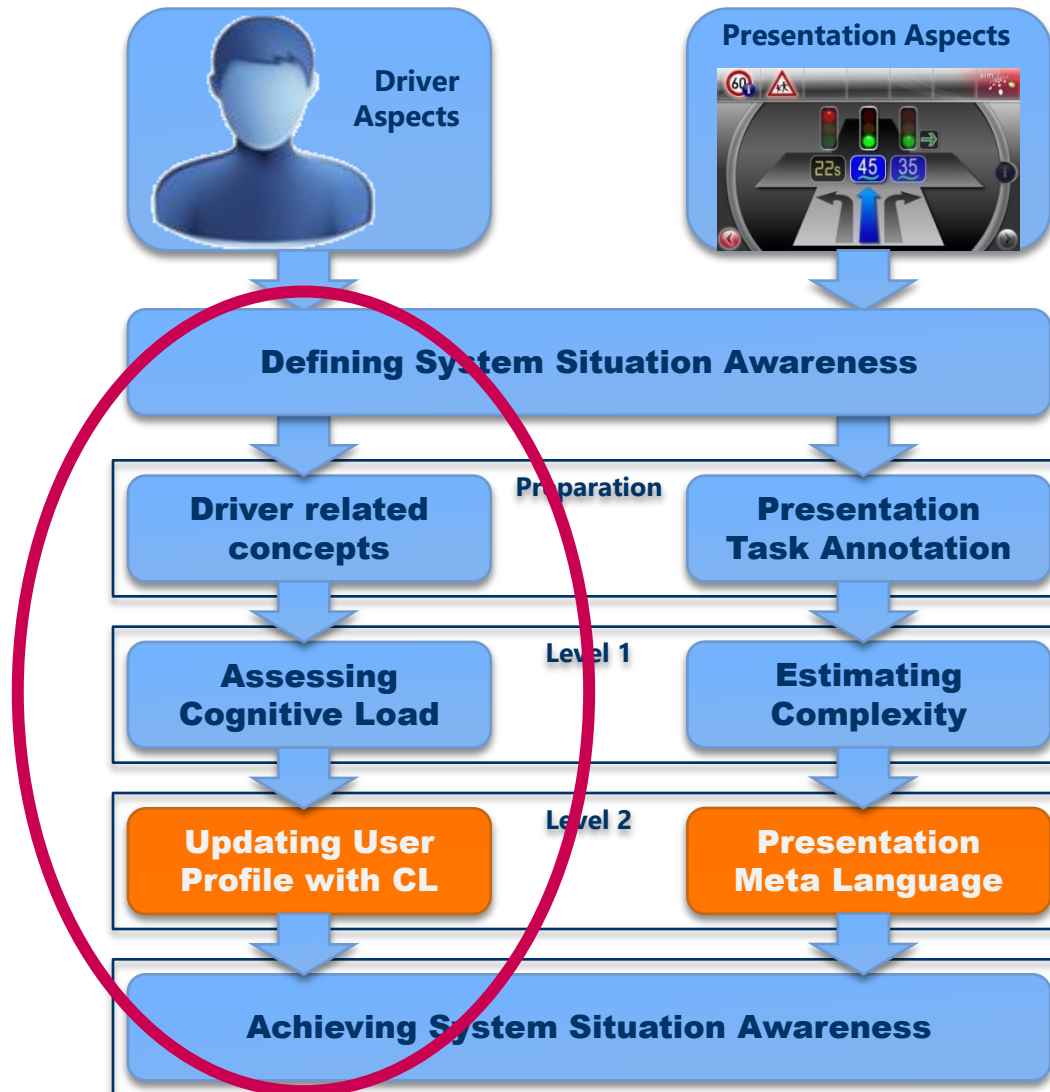 Driver
Aspects
Presentation Aspects
60
22s 45 35
Defining System Situation Awareness
Preparation
Driver related
concepts
Presentation
Task Annotation
Level 1
Assessing
Cognitive Load
Estimating
Complexity
Level 2
Updating User
Profile with CL
Presentation
Meta Language
Achieving System Situation Awareness